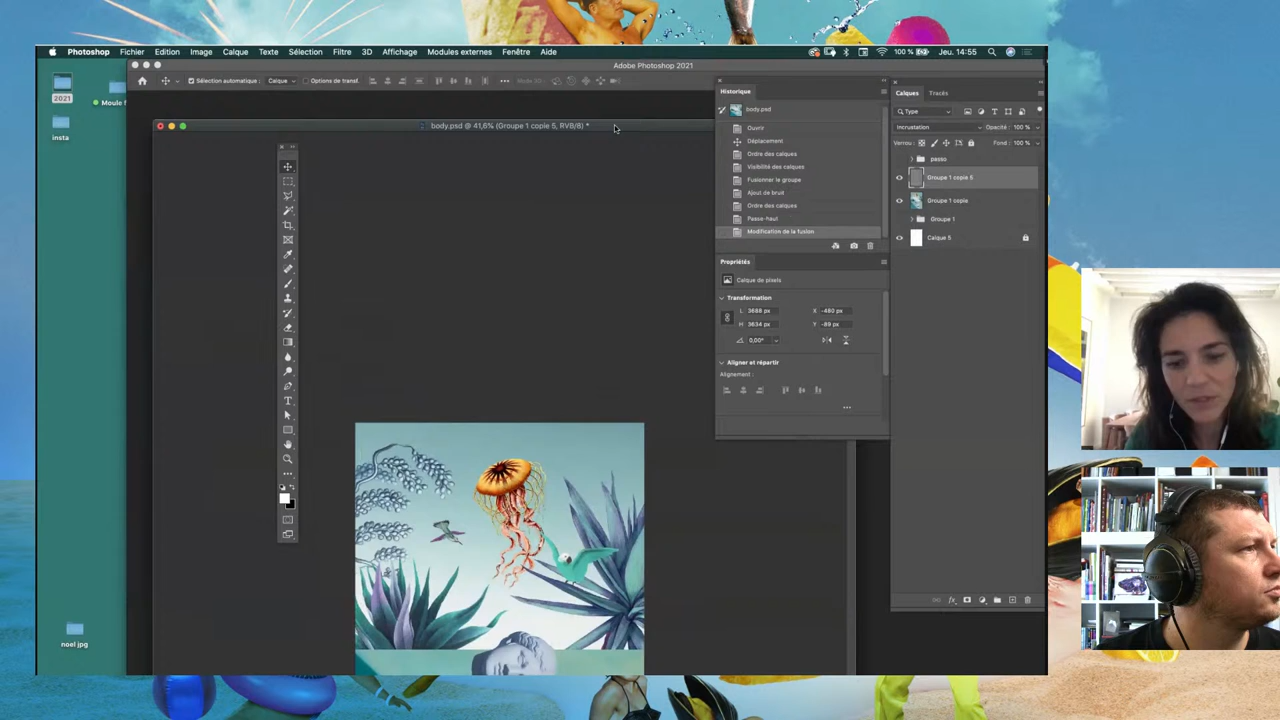 Photoshop Fichier Edition Image Calque Texte Sélection Filtre 3D Affichage Modules externes Fenêtre Aide 100 % Jeu. 14:55
Adobe Photoshop 2021
Sélection automatique : Calque Options de transf. Mode 3D :
2021
Moule f
insta
body.psd @ 41,6% (Groupe 1 copie 5, RVB/8) *
Historique
body.psd
Ouvrir
Déplacement
Ordre des calques
Visibilité des calques
Fusionner le groupe
Ajout de bruit
Ordre des calques
Passe-haut
Modification de la fusion
Propriétés
Calque de pixels
Transformation
L 3688 px X -480 px
H 3634 px Y -99 px
0,00°
Aligner et répartir
Alignement :
Calques Tracés
Type
Incrustation Opacité : 100 %
Verrou : Fond : 100 %
passo
Groupe 1 copie 5
Groupe 1 copie
Groupe 1
Calque 5
noel jpg